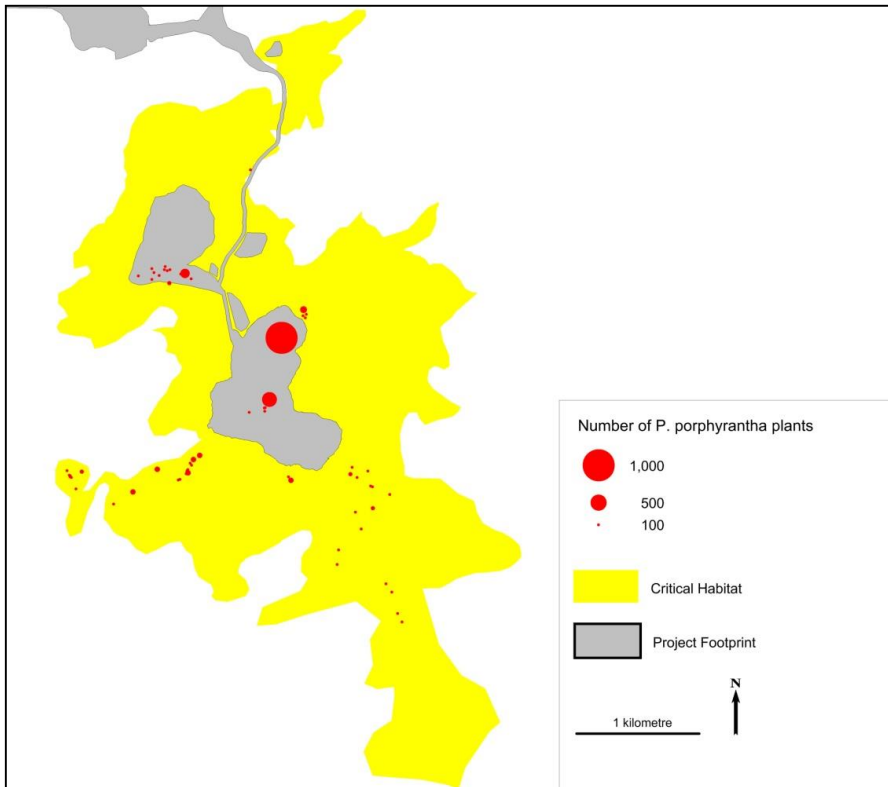 Number of P. porphyrantha plants
1,000
500
100
Critical Habitat
Project Footprint
N
1 kilometre